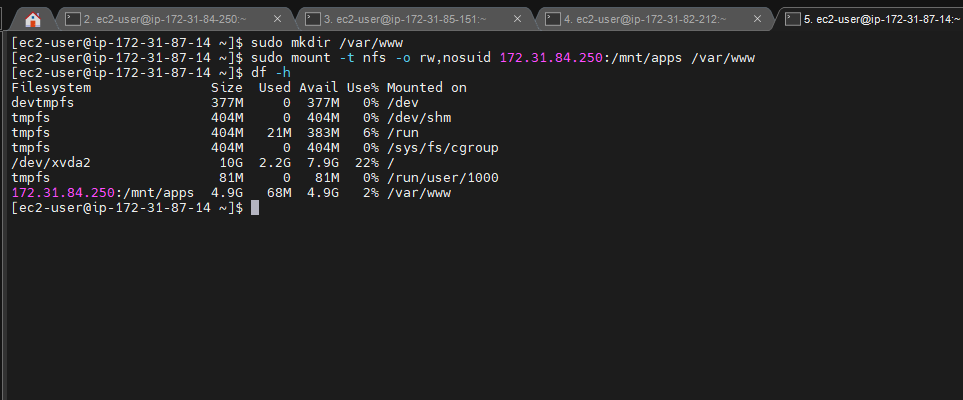 2. ec2-user@ip-172-31-84-250:~ 3. ec2-user@ip-172-31-85-151:~ 4. ec2-user@ip-172-31-82-212:~ 5. ec2-user@ip-172-31-87-14:~
[ec2-user@ip-172-31-87-14 ~]$ sudo mkdir /var/www
[ec2-user@ip-172-31-87-14 ~]$ sudo mount -t nfs -o rw,nosuid 172.31.84.250:/mnt/apps /var/www
[ec2-user@ip-172-31-87-14 ~]$ df -h
Filesystem               Size  Used Avail Use% Mounted on
devtmpfs                 377M     0  377M   0% /dev
tmpfs                    404M     0  404M   0% /dev/shm
tmpfs                    404M   21M  383M   6% /run
tmpfs                    404M     0  404M   0% /sys/fs/cgroup
/dev/xvda2                10G  2.2G  7.9G  22% /
tmpfs                     81M     0   81M   0% /run/user/1000
172.31.84.250:/mnt/apps  4.9G   68M  4.9G   2% /var/www
[ec2-user@ip-172-31-87-14 ~]$